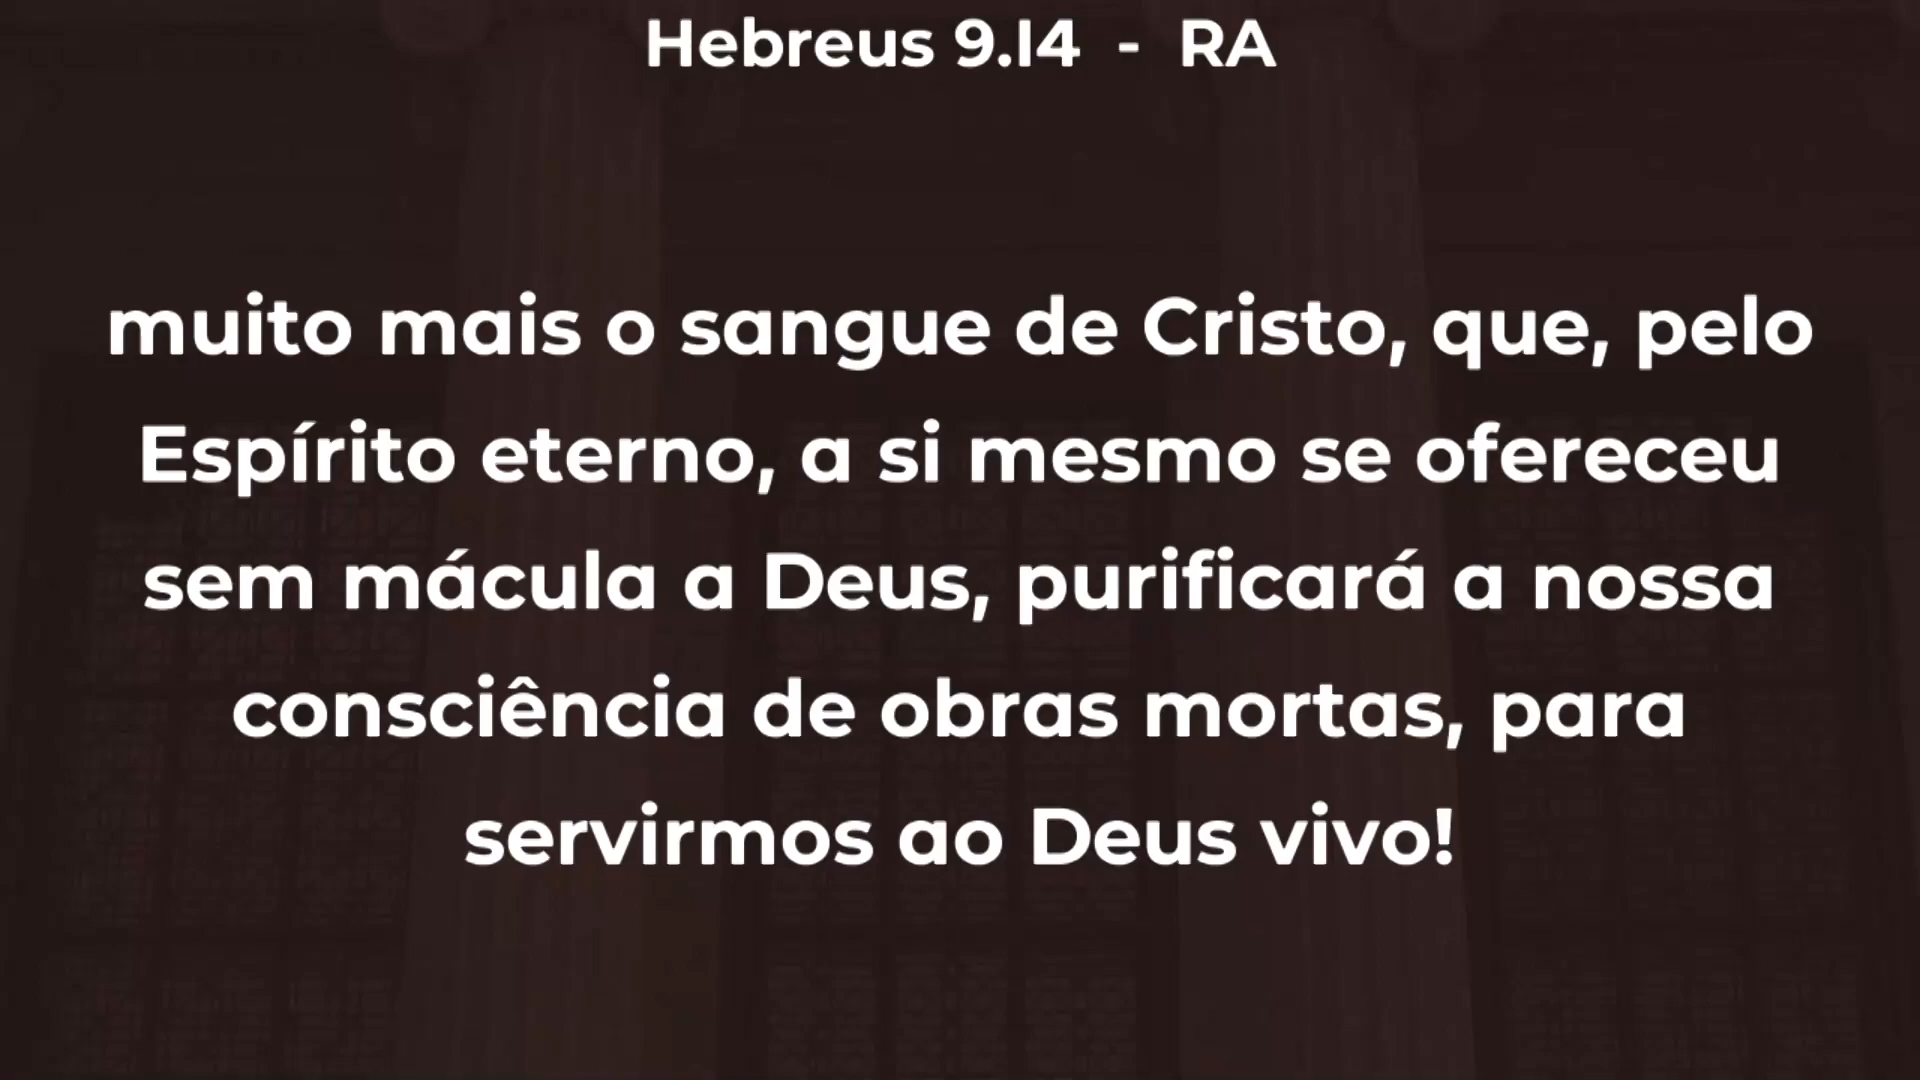 Hebreus 9.14 - RA
muito mais o sangue de Cristo, que, pelo
Espírito eterno, a si mesmo se ofereceu
sem mácula a Deus, purificará a nossa
consciência de obras mortas, para
servirmos ao Deus vivo!